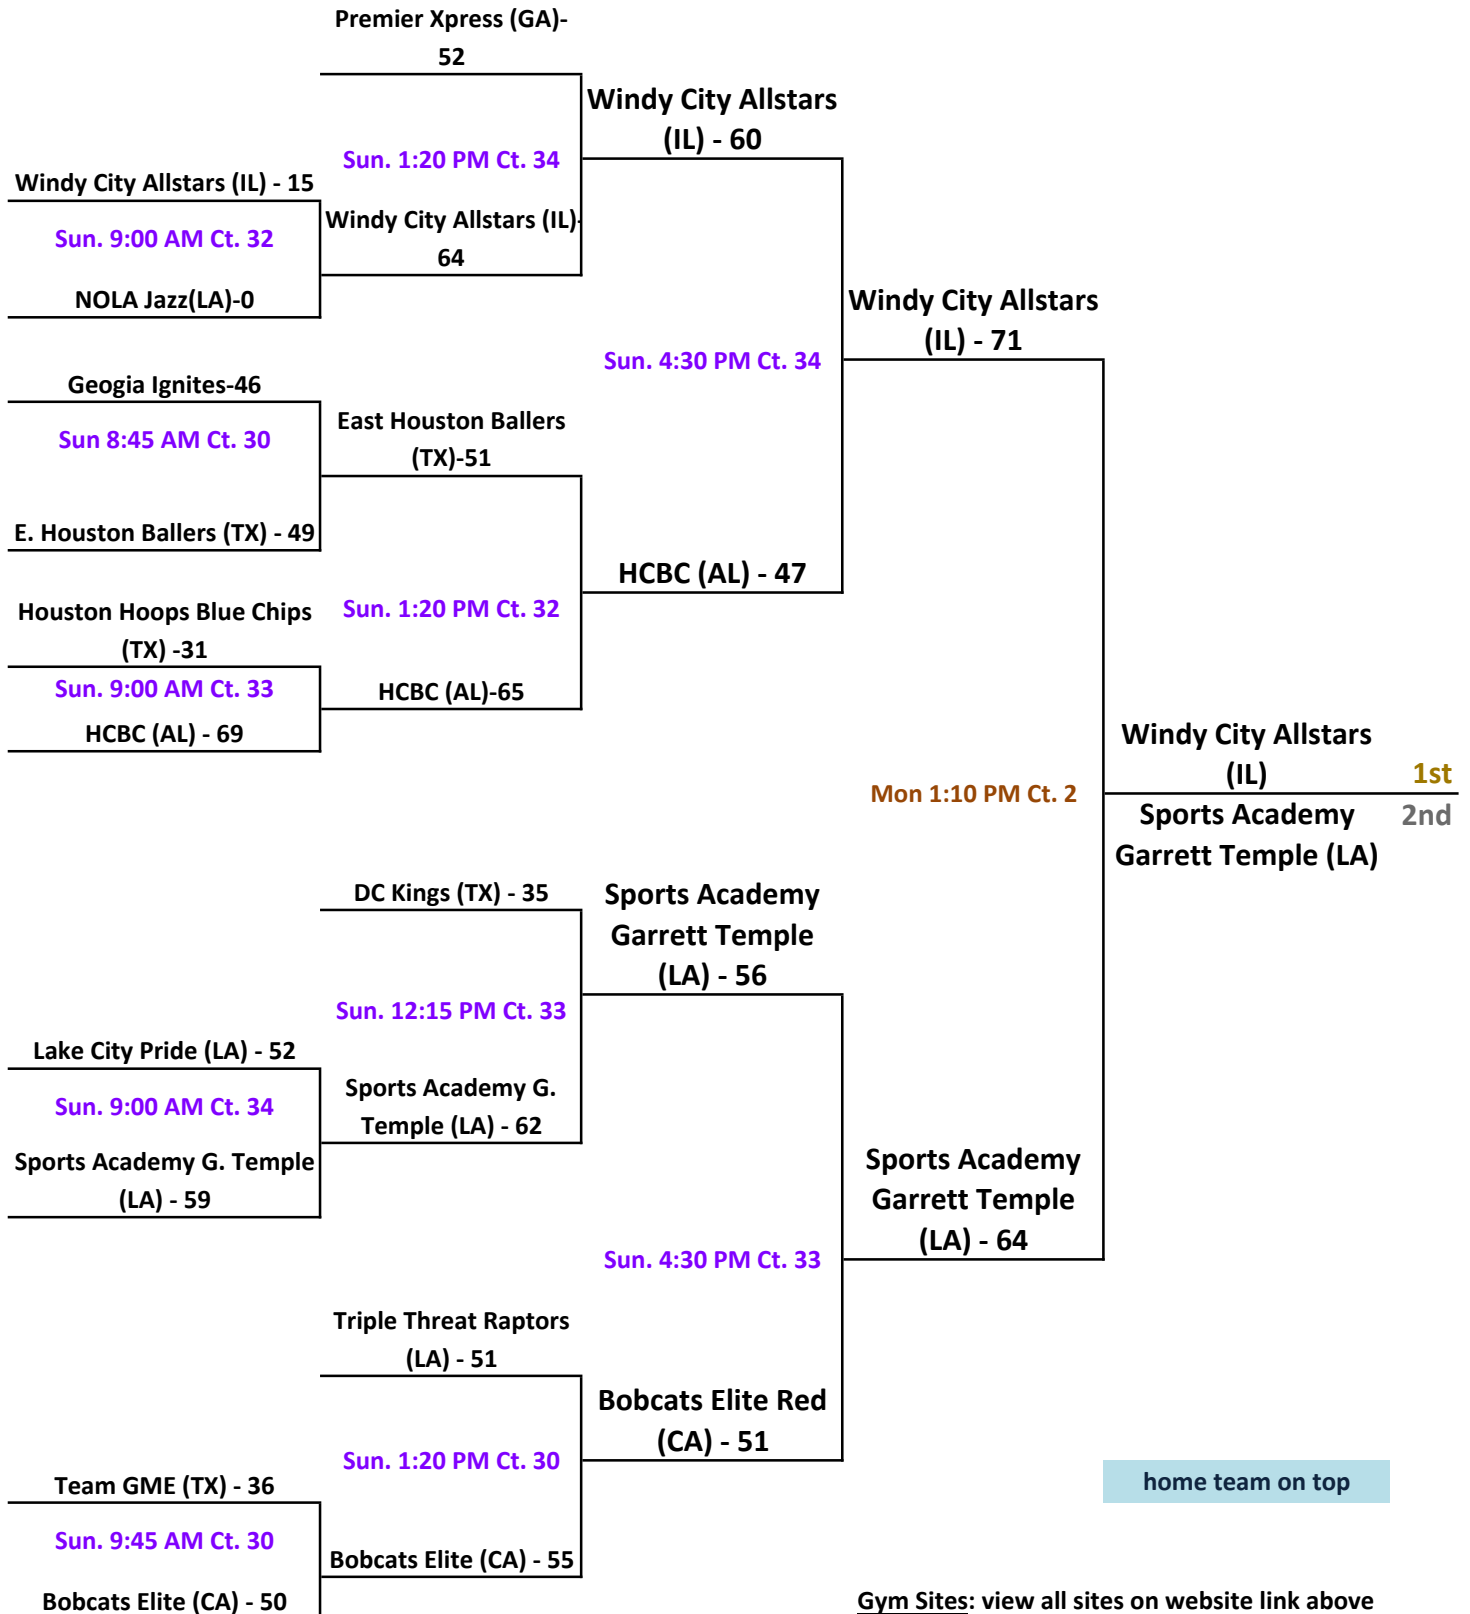 Premier Xpress (GA)-
52
Windy City Allstars
(IL) - 60
Sun. 1:20 PM Ct. 34
Windy City Allstars (IL) - 15
Sun. 9:00 AM Ct. 32
Windy City Allstars (IL)-
64
NOLA Jazz(LA)-0
Windy City Allstars
(IL) - 71
Sun. 4:30 PM Ct. 34
Geogia Ignites-46
Sun 8:45 AM Ct. 30
East Houston Ballers
(TX)-51
E. Houston Ballers (TX) - 49
HCBC (AL) - 47
Houston Hoops Blue Chips
(TX) -31
Sun. 1:20 PM Ct. 32
Sun. 9:00 AM Ct. 33
HCBC (AL)-65
HCBC (AL) - 69
Windy City Allstars
(IL)
1st
Mon 1:10 PM Ct. 2
Sports Academy
Garrett Temple (LA)
2nd
DC Kings (TX) - 35
Sports Academy
Garrett Temple
(LA) - 56
Sun. 12:15 PM Ct. 33
Lake City Pride (LA) - 52
Sun. 9:00 AM Ct. 34
Sports Academy G.
Temple (LA) - 62
Sports Academy G. Temple
(LA) - 59
Sports Academy
Garrett Temple
(LA) - 64
Sun. 4:30 PM Ct. 33
Triple Threat Raptors
(LA) - 51
Bobcats Elite Red
(CA) - 51
Sun. 1:20 PM Ct. 30
Team GME (TX) - 36
home team on top
Sun. 9:45 AM Ct. 30
Bobcats Elite (CA) - 55
Bobcats Elite (CA) - 50
Gym Sites: view all sites on website link above